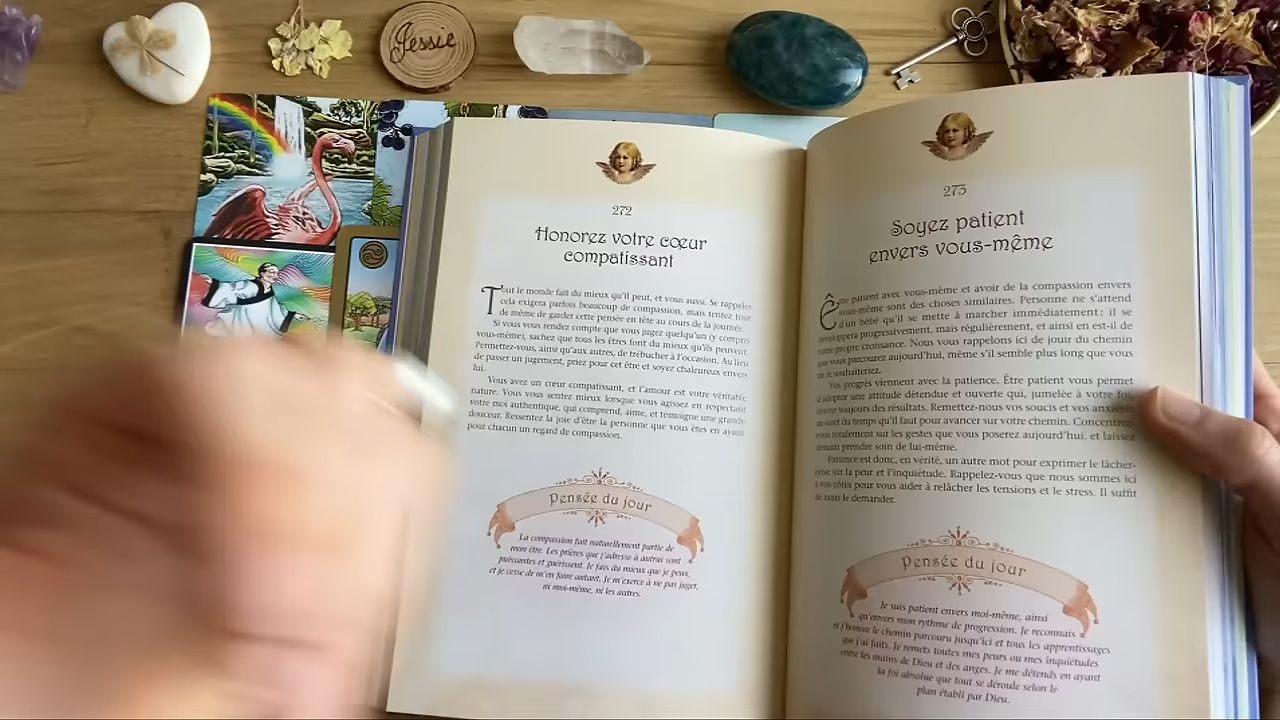 Jessie
272
Honorez votre cœur
compatissant
Tout le monde fait du mieux qu'il peut, et vous aussi. Se rappeler
cela exigera parfois beaucoup de compassion, mais tentez tout
de même de garder cette pensée en tête au cours de la journée.
Si vous vous rendez compte que vous jugez quelqu'un (y compris
vous-même), sachez que tous les êtres font du mieux qu'ils peuvent.
Permettez-vous, ainsi qu'aux autres, de trébucher à l'occasion. Au lieu
de passer un jugement, priez pour cet être et soyez chaleureux envers
lui.
Vous avez un cœur compatissant, et l'amour est votre véritable
nature. Vous vous sentez mieux lorsque vous agissez en respectant
votre moi authentique, qui comprend, aime, et témoigne une grande
douceur. Ressentez la joie d'être la personne que vous êtes en ayant
pour chacun un regard de compassion.
Pensée du jour
La compassion fait naturellement partie de
mon être. Les prières que j'adresse à autrui sont
puissantes et guérissent. Je fais du mieux que je peux,
et je cesse de m'en faire autant. Je m'exerce à ne pas juger,
ni moi-même, ni les autres.
273
Soyez patient
envers vous-même
Être patient avec vous-même et avoir de la compassion envers
vous-même sont des choses similaires. Personne ne s'attend
d'un bébé qu'il se mette à marcher immédiatement ; il se
développera progressivement, mais régulièrement, et ainsi en est-il de
votre propre croissance. Nous vous rappelons ici de jouir du chemin
que vous parcourez aujourd'hui, même s'il semble plus long que vous
ne le souhaiteriez.
Vos progrès viennent avec la patience. Être patient vous permet
d'adopter une attitude détendue et ouverte qui, jumelée à votre foi,
donne toujours des résultats. Remettez-nous vos soucis et vos anxiétés
au sujet du temps qu'il faut pour avancer sur votre chemin. Concentrez-
vous totalement sur les gestes que vous poserez aujourd'hui, et laissez
demain prendre soin de lui-même.
Patience est donc, en vérité, un autre mot pour exprimer le lâcher-
prise sur la peur et l'inquiétude. Rappelez-vous que nous sommes ici
à vos côtés pour vous aider à relâcher les tensions et le stress. Il suffit
de nous le demander.
Pensée du jour
Je suis patient envers moi-même, ainsi
qu'envers mon rythme de progression. Je reconnais
et j'honore le chemin parcouru jusqu'ici et tous les apprentissages
que j'ai faits. Je remets toutes mes peurs ou mes inquiétudes
entre les mains de Dieu et des anges. Je me détends en ayant
la foi absolue que tout se déroule selon le
plan établi par Dieu.